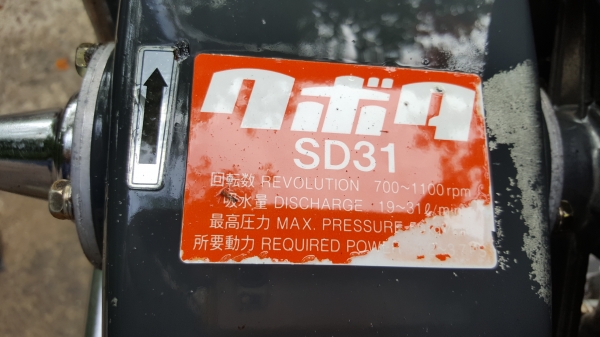 クボタ
SD31
回転数 REVOLUTION 700~1100rpm
吸水量 DISCHARGE 19~31ℓ/min
最高圧力 MAX. PRESSURE
所要動力 REQUIRED